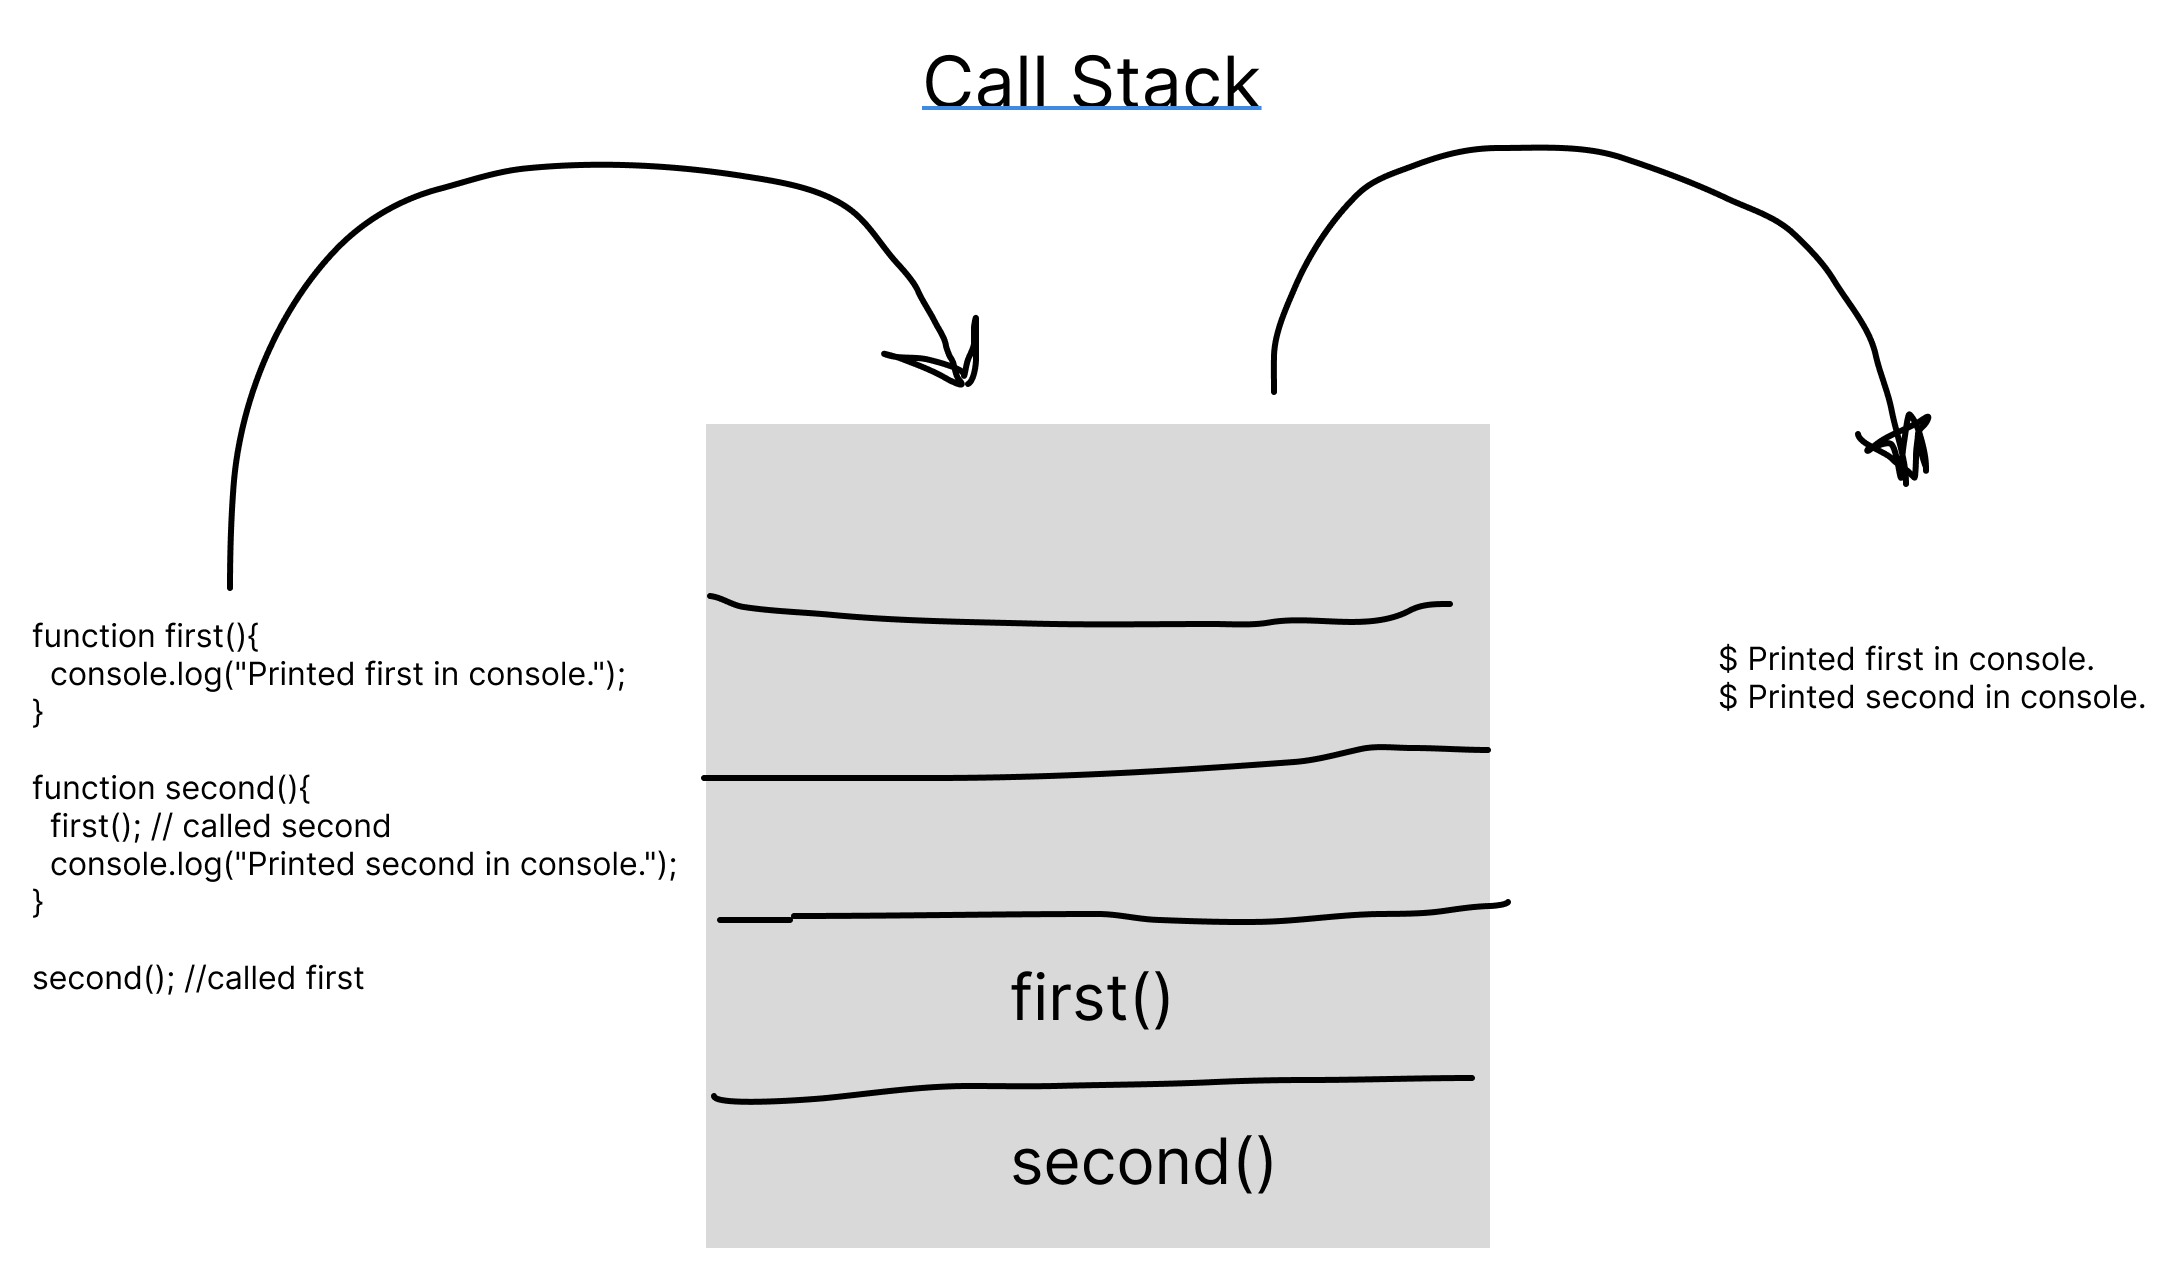 Call Stack
function first(){
  console.log("Printed first in console.");
}
function second(){
  first(); // called second
  console.log("Printed second in console.");
}
second(); //called first
first()
second()
$ Printed first in console.
$ Printed second in console.